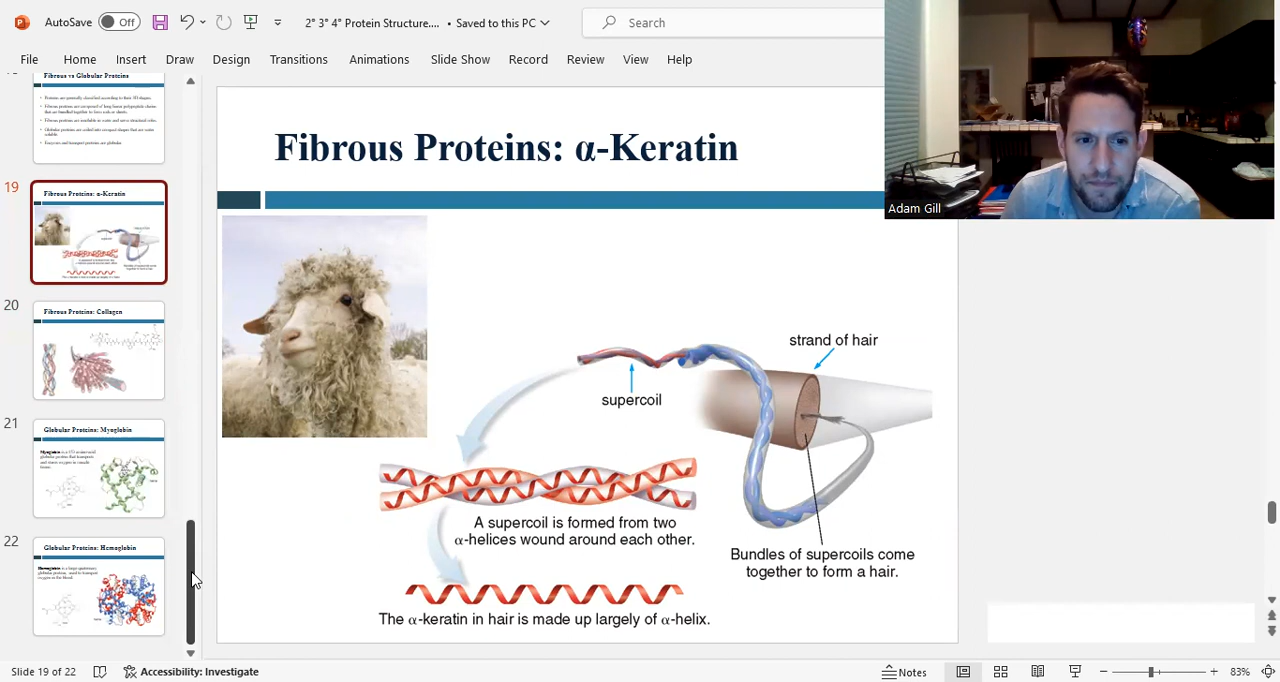 AutoSave Off 2° 3° 4° Protein Structure.... • Saved to this PC Search
File Home Insert Draw Design Transitions Animations Slide Show Record Review View Help
Adam Gill
Fibrous vs Globular Proteins
19
Fibrous Proteins: α-Keratin
20
Fibrous Proteins: Collagen
21
Globular Proteins: Myoglobin
22
Globular Proteins: Hemoglobin
Fibrous Proteins: α-Keratin
strand of hair
supercoil
A supercoil is formed from two
α-helices wound around each other.
Bundles of supercoils come
together to form a hair.
The α-keratin in hair is made up largely of α-helix.
Slide 19 of 22 Accessibility: Investigate Notes 83%